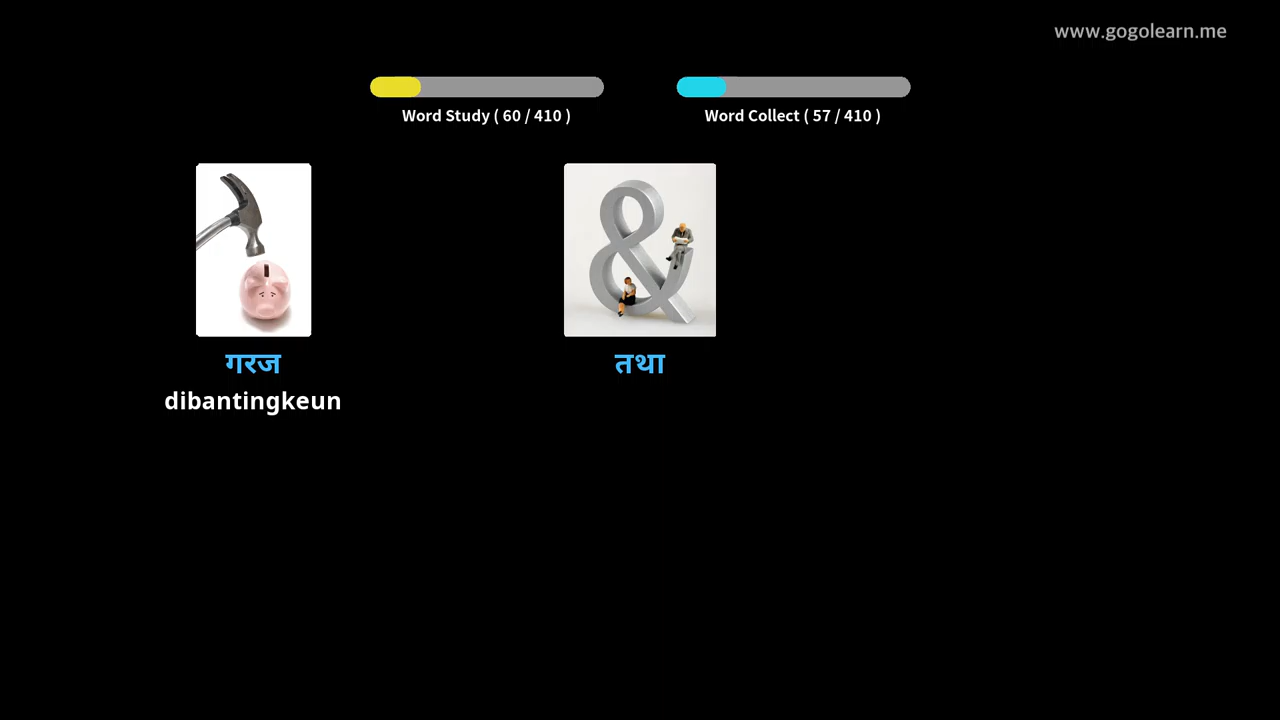 www.gogolearn.me
Word Study ( 60 / 410 )
Word Collect ( 57 / 410 )
गरज
dibantingkeun
&
तथा